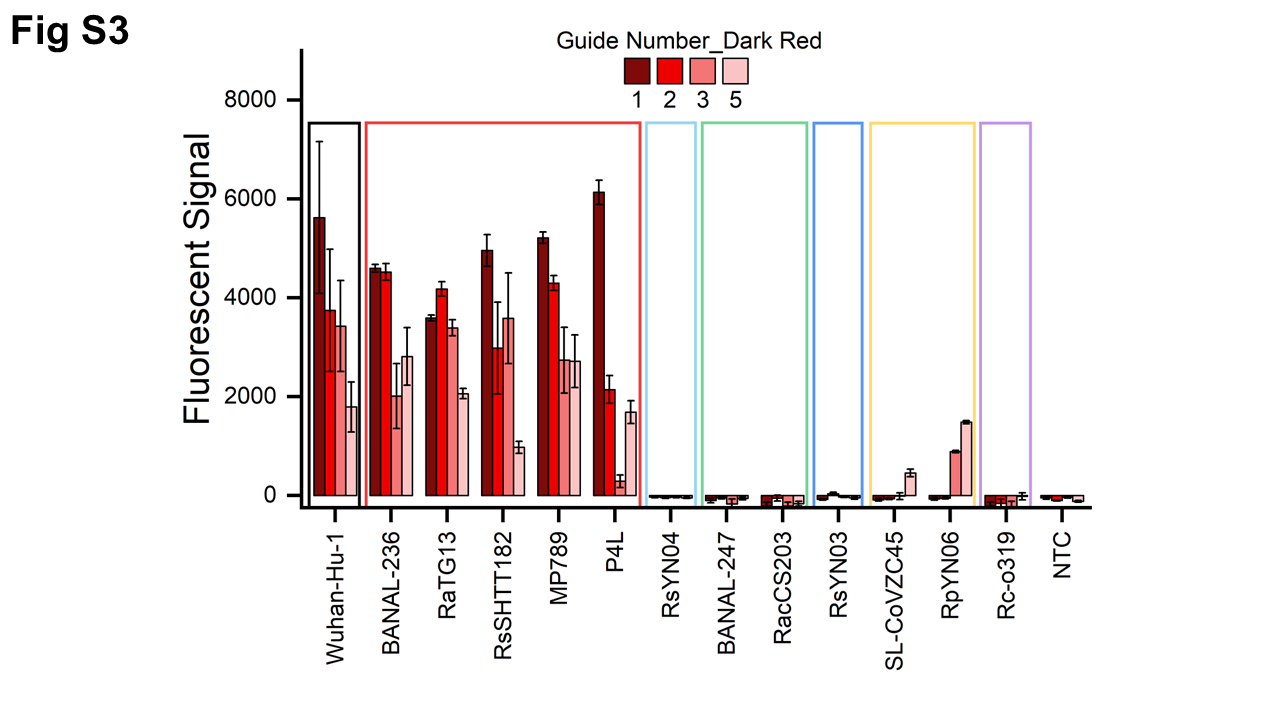 Fig S3
Guide Number_Dark Red
1 2 3 5
Fluorescent Signal
8000
6000
4000
2000
0
Wuhan-Hu-1
BANAL-236
RaTG13
RsSHTT182
MP789
P4L
RsYN04
BANAL-247
RacCS203
RsYN03
SL-CoVZC45
RpYN06
Rc-o319
NTC